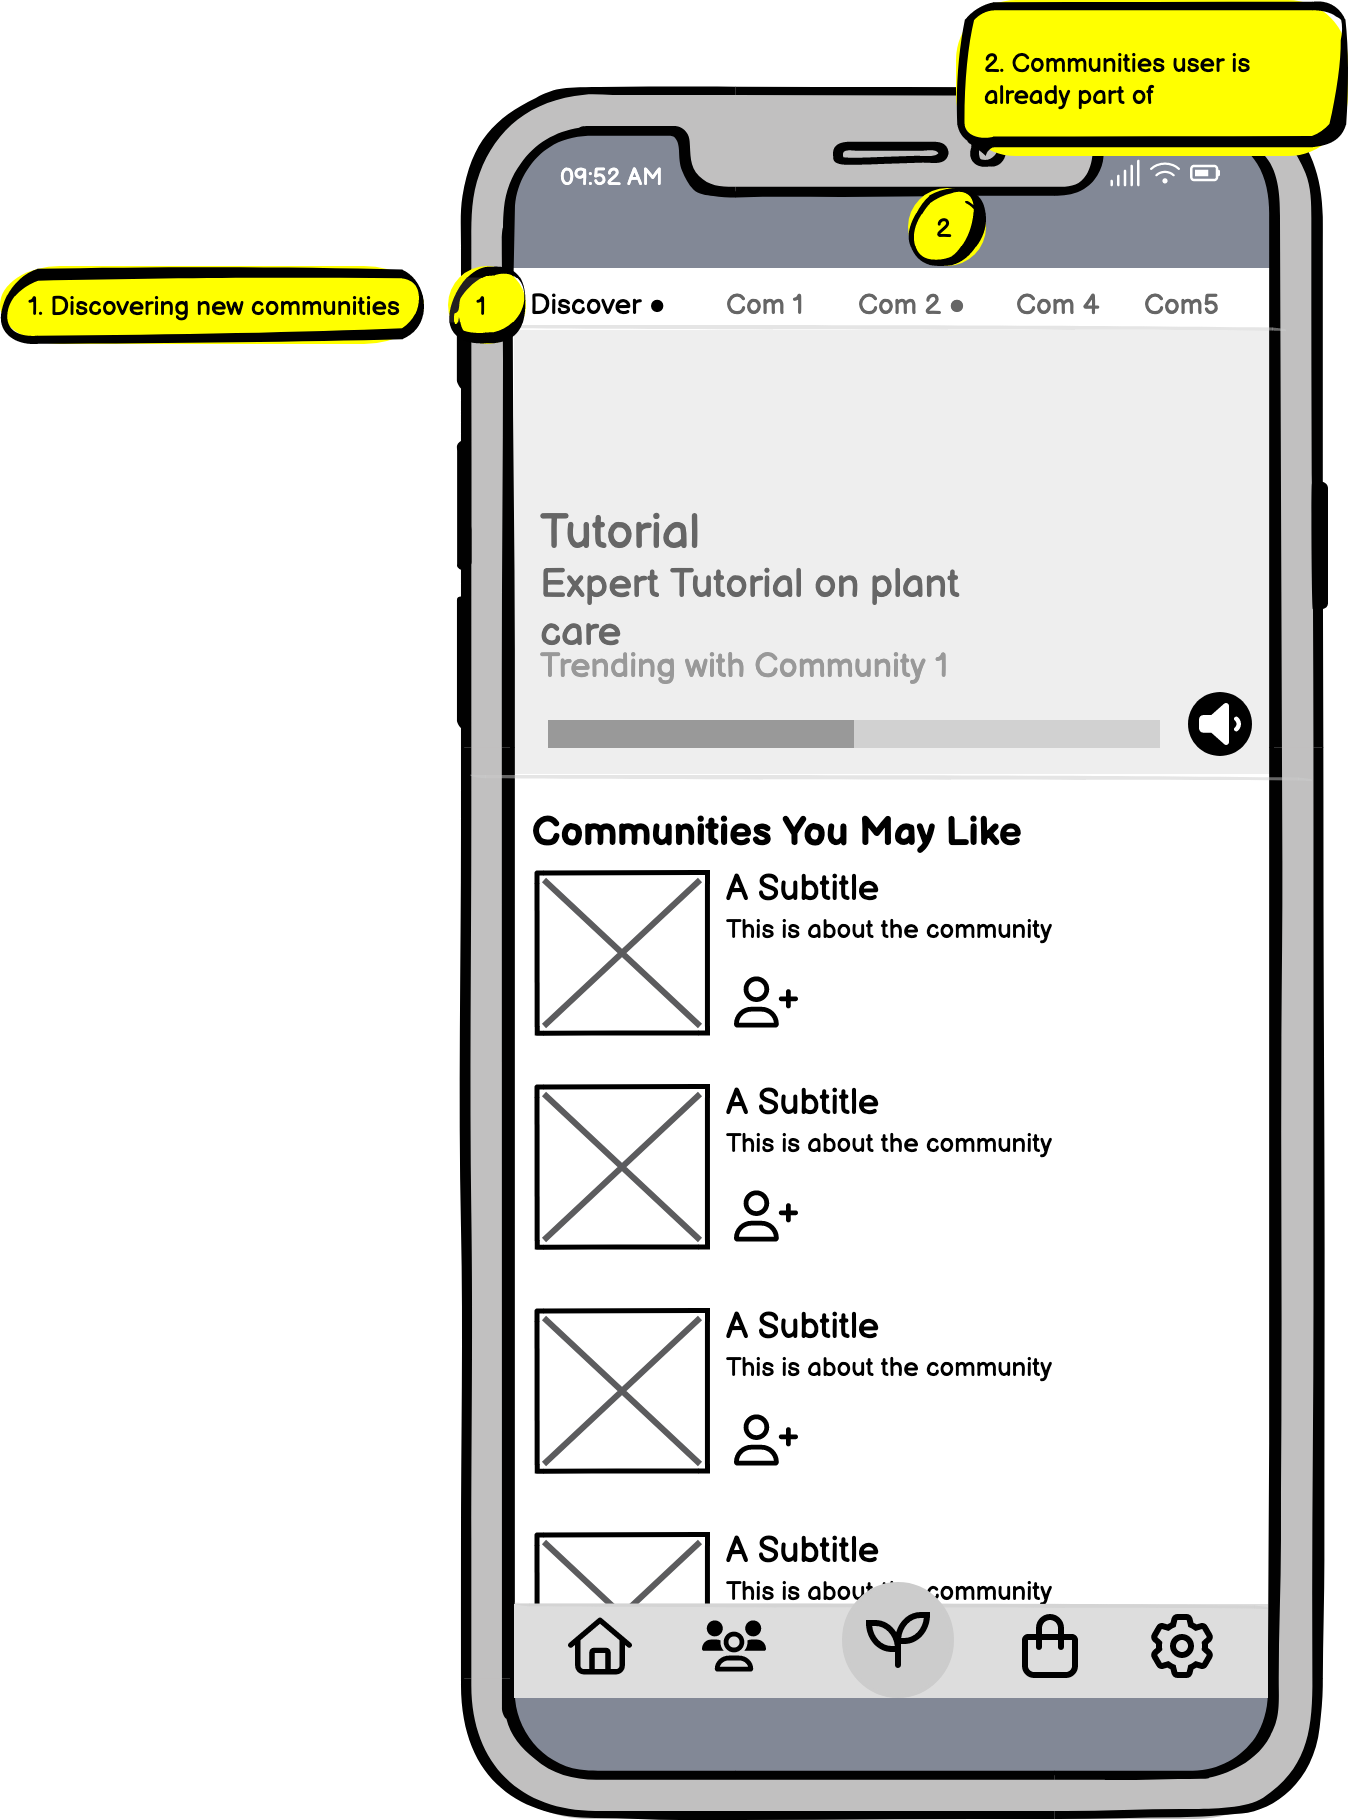 2. Communities user is
already part of
09:52 AM
2
1. Discovering new communities
1
Discover • Com 1 Com 2 • Com 4 Com5
Tutorial
Expert Tutorial on plant
care
Trending with Community 1
Communities You May Like
A Subtitle
This is about the community
A Subtitle
This is about the community
A Subtitle
This is about the community
A Subtitle
This is about community